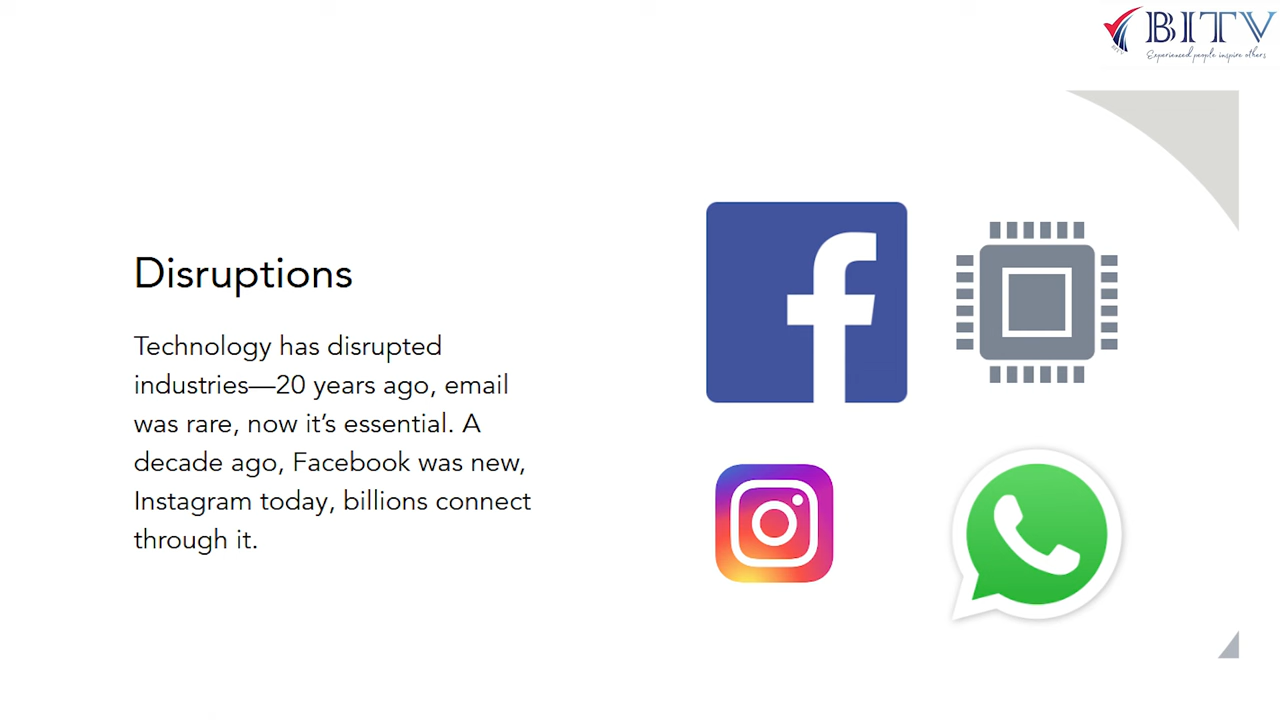 BITV
Experienced people inspire others
Disruptions
Technology has disrupted
industries—20 years ago, email
was rare, now it's essential. A
decade ago, Facebook was new,
Instagram today, billions connect
through it.